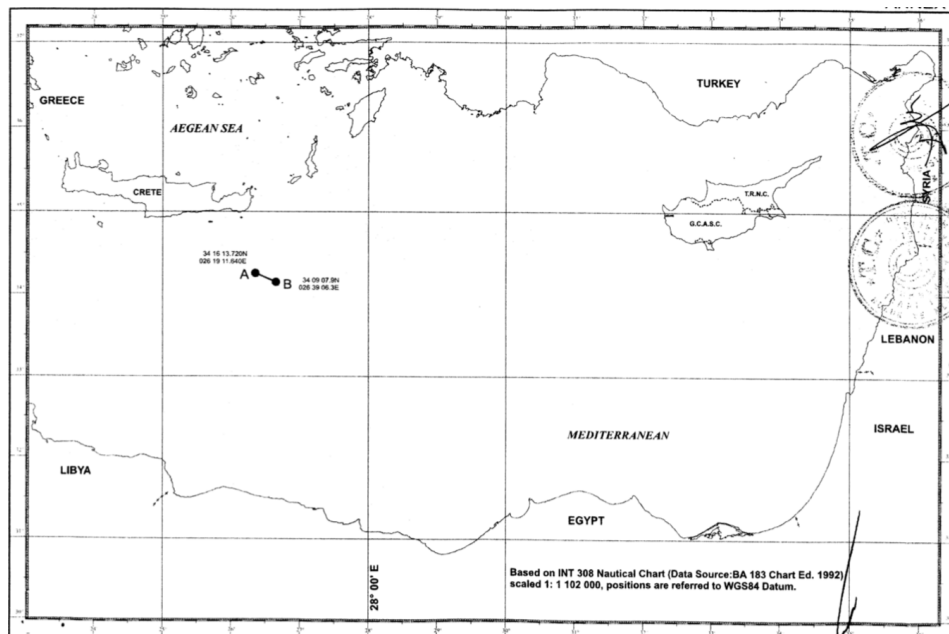 GREECE
TURKEY
AEGEAN SEA
CRETE
T.R.N.C.
G.C.A.S.C.
SYRIA
34 16 13.720N
026 19 11.640E
A
B
34 09 07.9N
026 39 06.3E
LEBANON
MEDITERRANEAN
ISRAEL
LIBYA
EGYPT
28° 00' E
Based on INT 308 Nautical Chart (Data Source:BA 183 Chart Ed. 1992)
scaled 1: 1 102 000, positions are referred to WGS84 Datum.
T.C.
T.C.